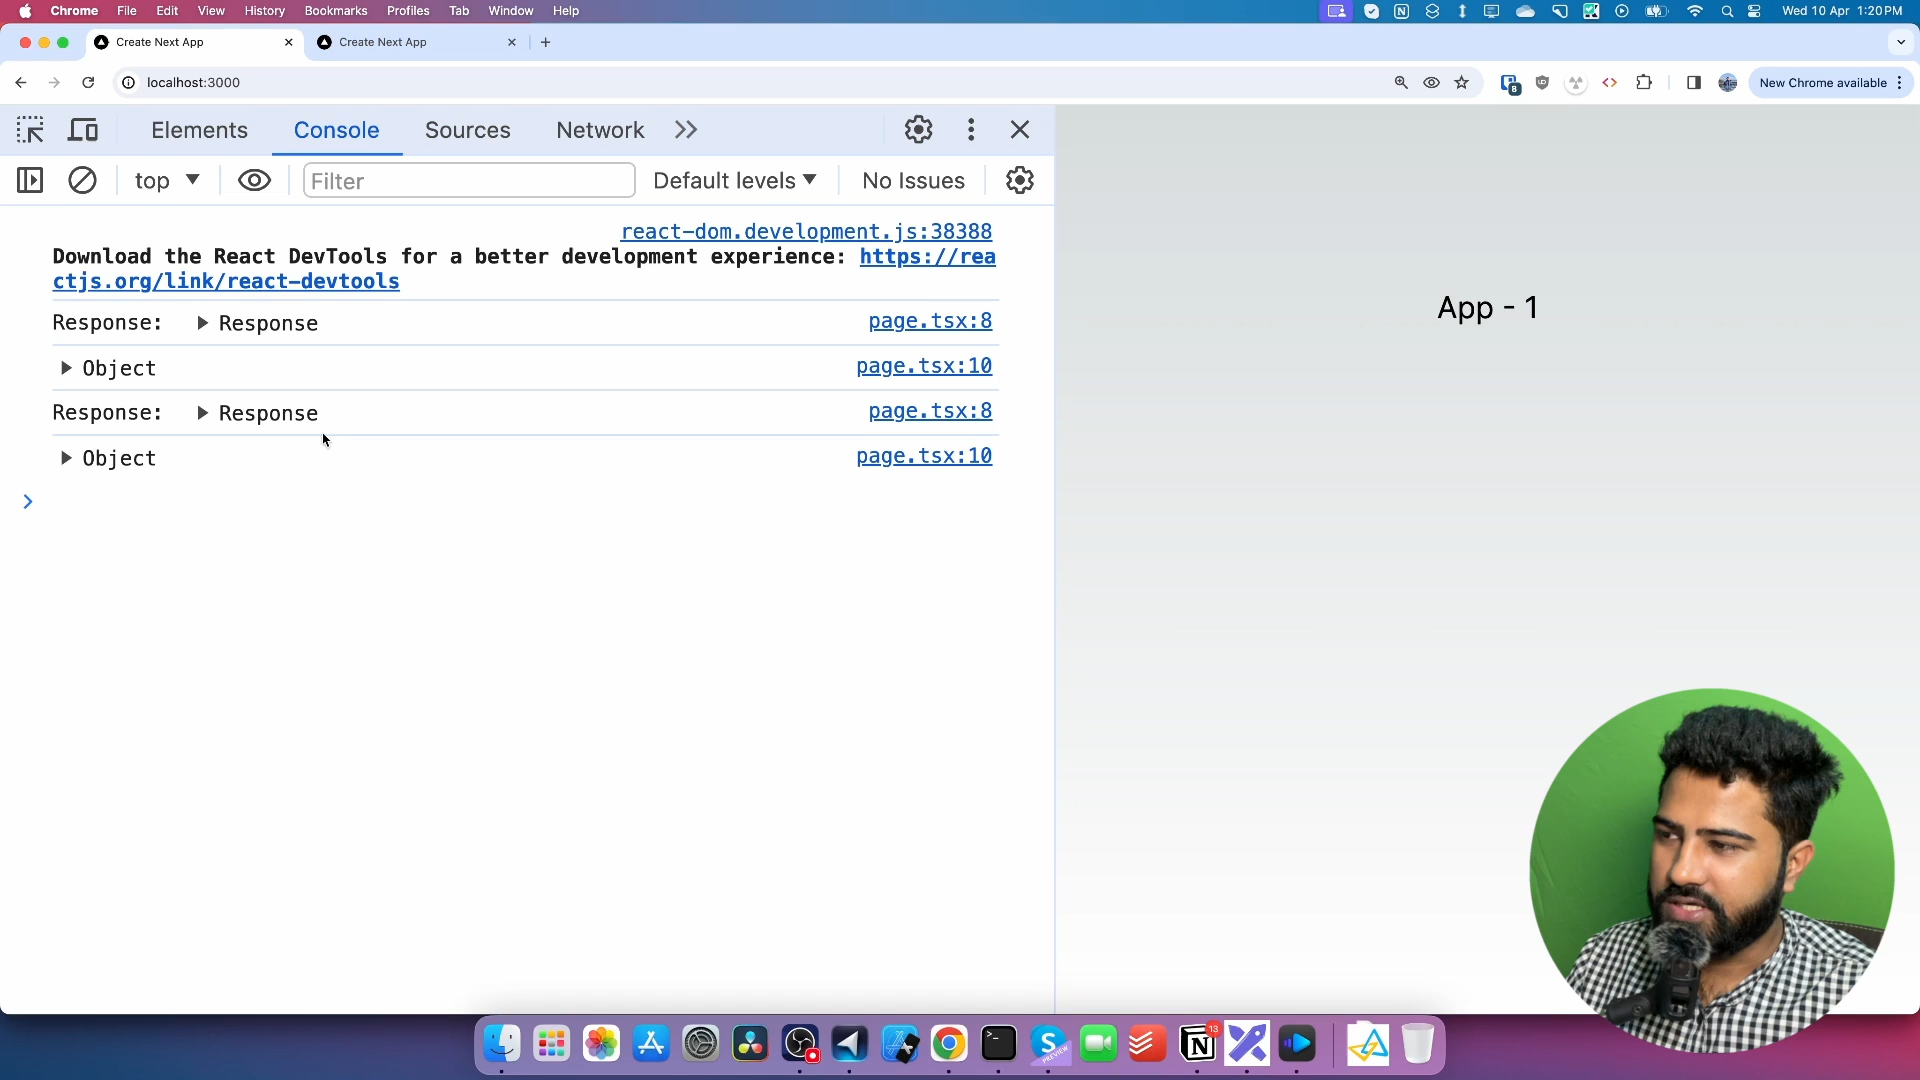 Chrome File Edit View History Bookmarks Profiles Tab Window Help Wed 10 Apr 1:20 PM
Create Next App Create Next App
localhost:3000 New Chrome available
Elements Console Sources Network
top Filter Default levels No Issues
react-dom.development.js:38388
Download the React DevTools for a better development experience: https://rea
ctjs.org/link/react-devtools
Response: Response page.tsx:8
Object page.tsx:10
Response: Response page.tsx:8
Object page.tsx:10
App - 1
13
PREVIEW